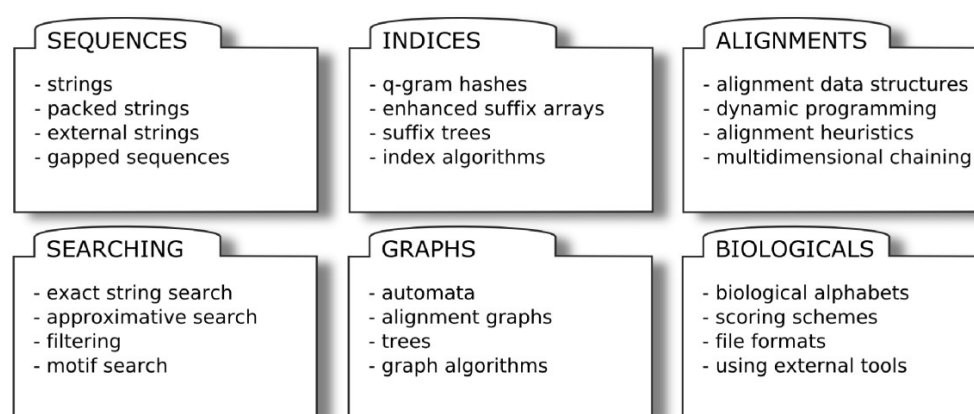 SEQUENCES
- strings
- packed strings
- external strings
- gapped sequences
INDICES
- q-gram hashes
- enhanced suffix arrays
- suffix trees
- index algorithms
ALIGNMENTS
- alignment data structures
- dynamic programming
- alignment heuristics
- multidimensional chaining
SEARCHING
- exact string search
- approximative search
- filtering
- motif search
GRAPHS
- automata
- alignment graphs
- trees
- graph algorithms
BIOLOGICALS
- biological alphabets
- scoring schemes
- file formats
- using external tools